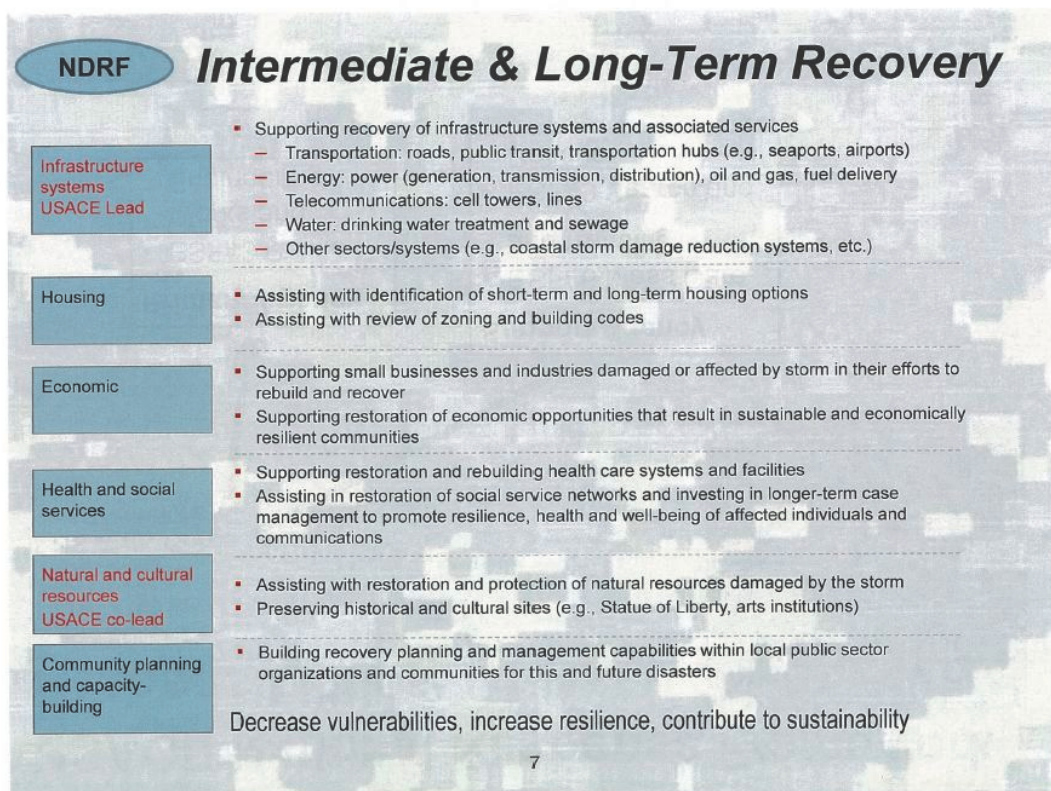 NDRF
Intermediate & Long-Term Recovery
Infrastructure
systems
USACE Lead
▪ Supporting recovery of infrastructure systems and associated services
– Transportation: roads, public transit, transportation hubs (e.g., seaports, airports)
– Energy: power (generation, transmission, distribution), oil and gas, fuel delivery
– Telecommunications: cell towers, lines
– Water: drinking water treatment and sewage
– Other sectors/systems (e.g., coastal storm damage reduction systems, etc.)
Housing
▪ Assisting with identification of short-term and long-term housing options
▪ Assisting with review of zoning and building codes
Economic
▪ Supporting small businesses and industries damaged or affected by storm in their efforts to
rebuild and recover
▪ Supporting restoration of economic opportunities that result in sustainable and economically
resilient communities
Health and social
services
▪ Supporting restoration and rebuilding health care systems and facilities
▪ Assisting in restoration of social service networks and investing in longer-term case
management to promote resilience, health and well-being of affected individuals and
communications
Natural and cultural
resources
USACE co-lead
▪ Assisting with restoration and protection of natural resources damaged by the storm
▪ Preserving historical and cultural sites (e.g., Statue of Liberty, arts institutions)
Community planning
and capacity-
building
▪ Building recovery planning and management capabilities within local public sector
organizations and communities for this and future disasters
Decrease vulnerabilities, increase resilience, contribute to sustainability
7